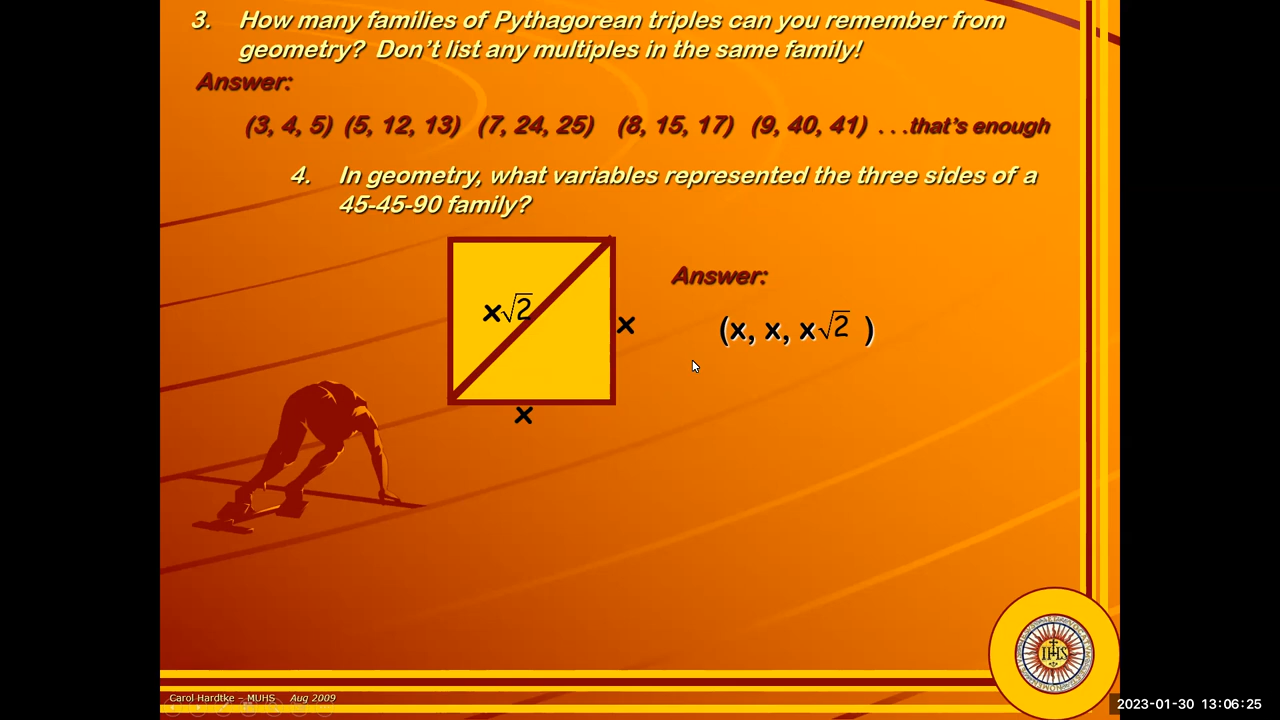 3. How many families of Pythagorean triples can you remember from
geometry? Don't list any multiples in the same family!
Answer:
(3, 4, 5) (5, 12, 13) (7, 24, 25) (8, 15, 17) (9, 40, 41) . . .that's enough
4. In geometry, what variables represented the three sides of a
45-45-90 family?
Answer:
x√2
x
(x, x, x√2 )
x
IHS
Carol Hardtke – MUHS Aug 2009
2023-01-30 13:06:25